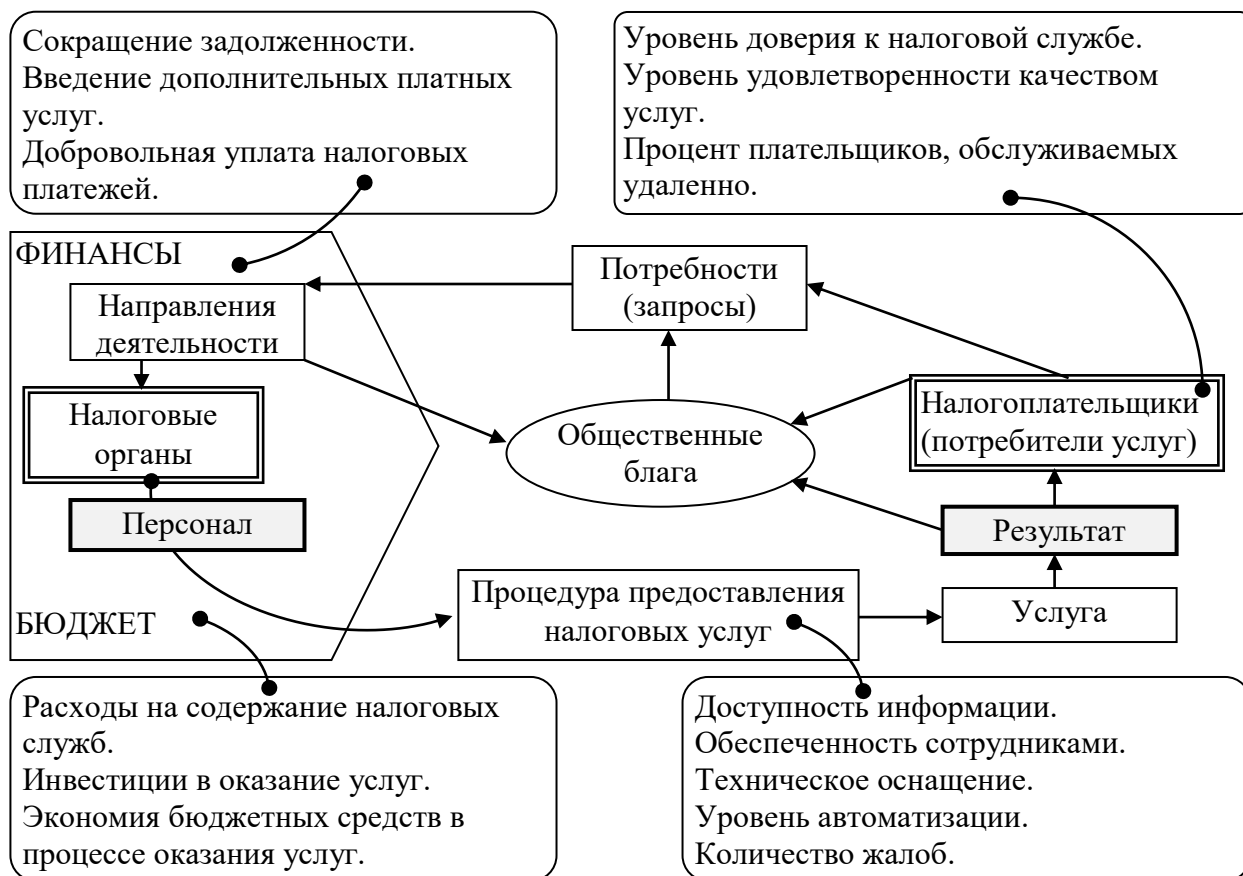 Сокращение задолженности.
Введение дополнительных платных
услуг.
Добровольная уплата налоговых
платежей.
Уровень доверия к налоговой службе.
Уровень удовлетворенности качеством
услуг.
Процент плательщиков, обслуживаемых
удаленно.
ФИНАНСЫ
Направления
деятельности
Налоговые
органы
Персонал
БЮДЖЕТ
Потребности
(запросы)
Общественные
блага
Налогоплательщики
(потребители услуг)
Результат
Процедура предоставления
налоговых услуг
Услуга
Расходы на содержание налоговых
служб.
Инвестиции в оказание услуг.
Экономия бюджетных средств в
процессе оказания услуг.
Доступность информации.
Обеспеченность сотрудниками.
Техническое оснащение.
Уровень автоматизации.
Количество жалоб.